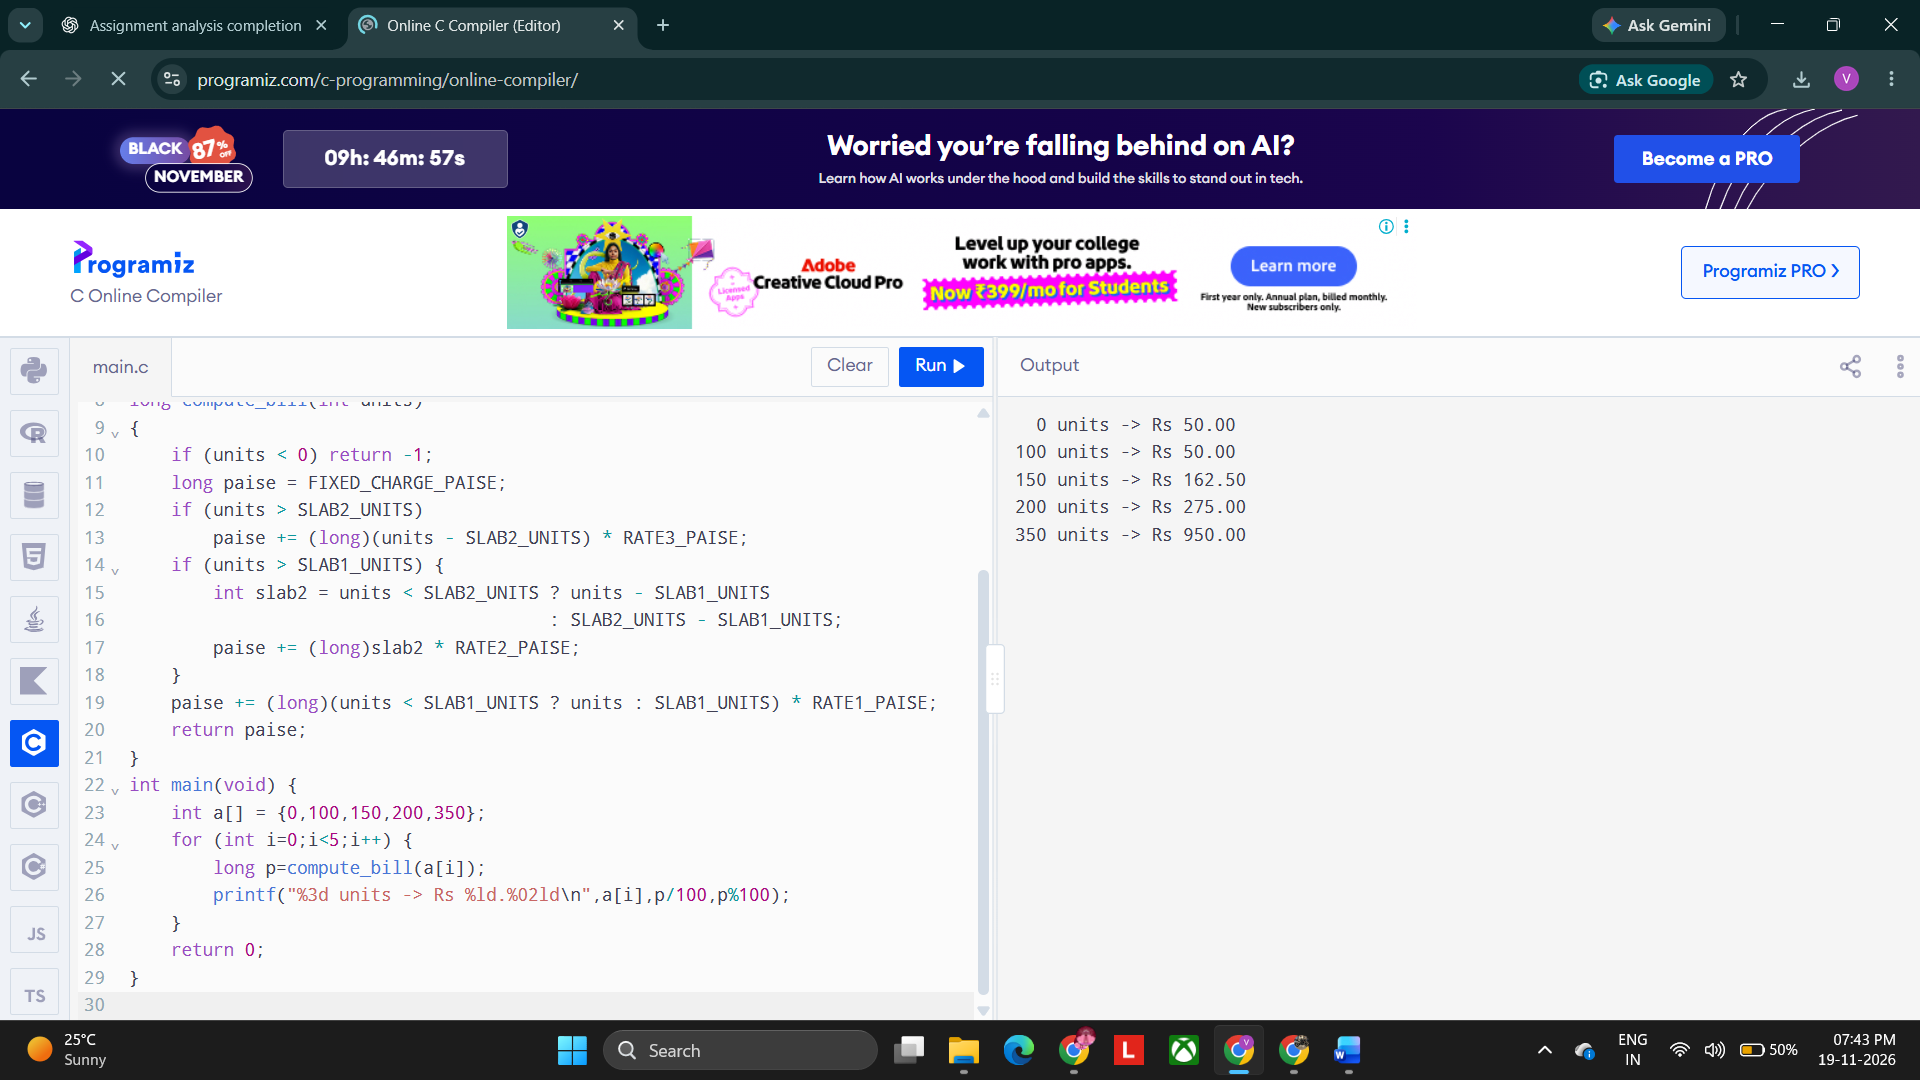 Assignment analysis completion
Online C Compiler (Editor)
Ask Gemini
programiz.com/c-programming/online-compiler/
Ask Google
V
BLACK 87% OFF
NOVEMBER
09h: 46m: 57s
Worried you’re falling behind on AI?
Learn how AI works under the hood and build the skills to stand out in tech.
Become a PRO
Programiz
C Online Compiler
Licensed Apps
Adobe
Creative Cloud Pro
Level up your college
work with pro apps.
Now ₹399/mo for Students
Learn more
First year only. Annual plan, billed monthly.
New subscribers only.
Programiz PRO
main.c
Clear
Run
Output
8 long compute_bill(int units)
9 {
10 if (units < 0) return -1;
11 long paise = FIXED_CHARGE_PAISE;
12 if (units > SLAB2_UNITS)
13 paise += (long)(units - SLAB2_UNITS) * RATE3_PAISE;
14 if (units > SLAB1_UNITS) {
15 int slab2 = units < SLAB2_UNITS ? units - SLAB1_UNITS
16 : SLAB2_UNITS - SLAB1_UNITS;
17 paise += (long)slab2 * RATE2_PAISE;
18 }
19 paise += (long)(units < SLAB1_UNITS ? units : SLAB1_UNITS) * RATE1_PAISE;
20 return paise;
21 }
22 int main(void) {
23 int a[] = {0,100,150,200,350};
24 for (int i=0;i<5;i++) {
25 long p=compute_bill(a[i]);
26 printf("%3d units -> Rs %ld.%02ld\n",a[i],p/100,p%100);
27 }
28 return 0;
29 }
30
0 units -> Rs 50.00
100 units -> Rs 50.00
150 units -> Rs 162.50
200 units -> Rs 275.00
350 units -> Rs 950.00
R
5
C
C
JS
TS
25°C
Sunny
Search
L
V
W
ENG
IN
50%
07:43 PM
19-11-2026